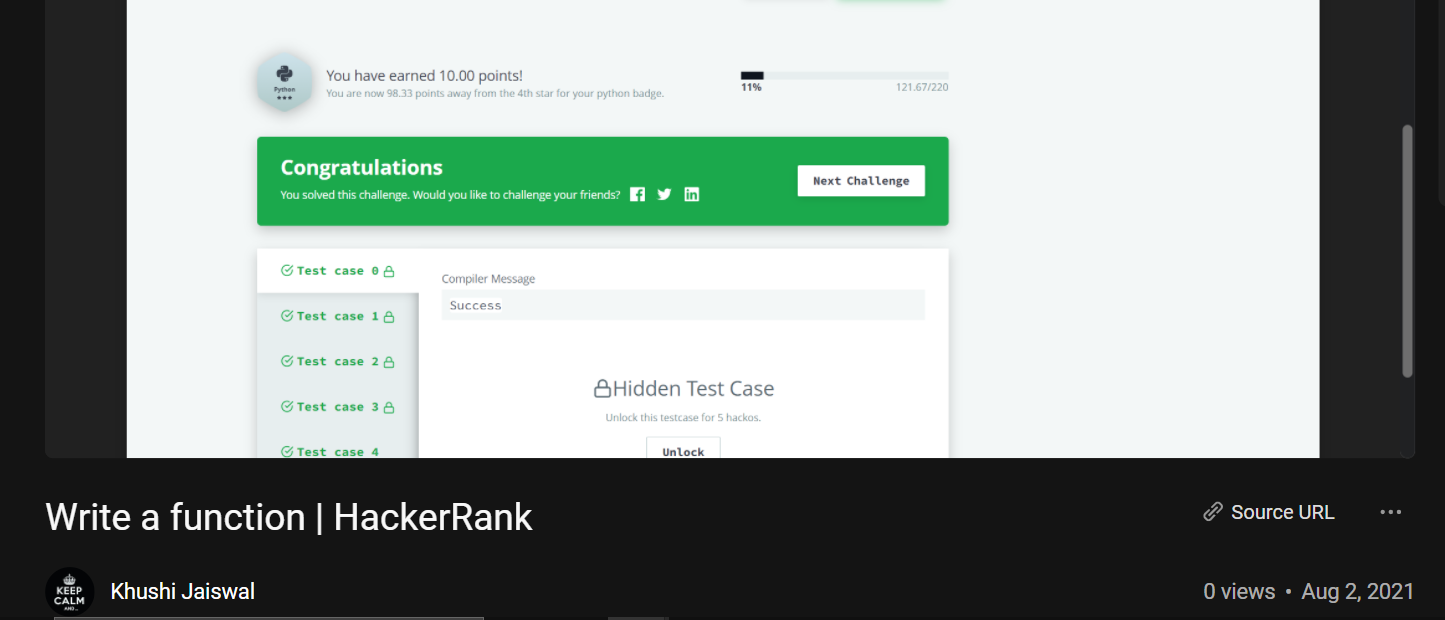 You have earned 10.00 points!
You are now 98.33 points away from the 4th star for your python badge.
Python
11%
121.67/220
Congratulations
You solved this challenge. Would you like to challenge your friends?
Next Challenge
Test case 0
Compiler Message
Success
Test case 1
Test case 2
Test case 3
Test case 4
Hidden Test Case
Unlock this testcase for 5 hackos.
Unlock
Write a function | HackerRank
Source URL
KEEP
CALM
AND...
Khushi Jaiswal
0 views • Aug 2, 2021